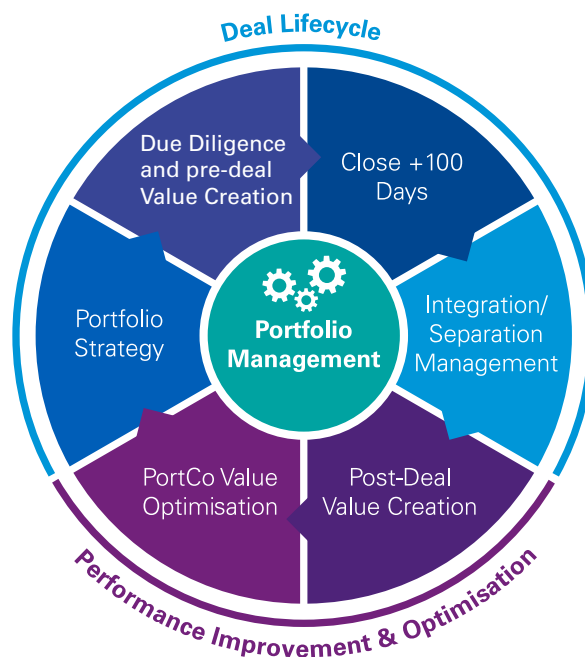 Deal Lifecycle
Due Diligence
and pre-deal
Value Creation
Close +100
Days
Integration/
Separation
Management
Post-Deal
Value Creation
PortCo Value
Optimisation
Portfolio
Strategy
Portfolio
Management
Performance Improvement & Optimisation